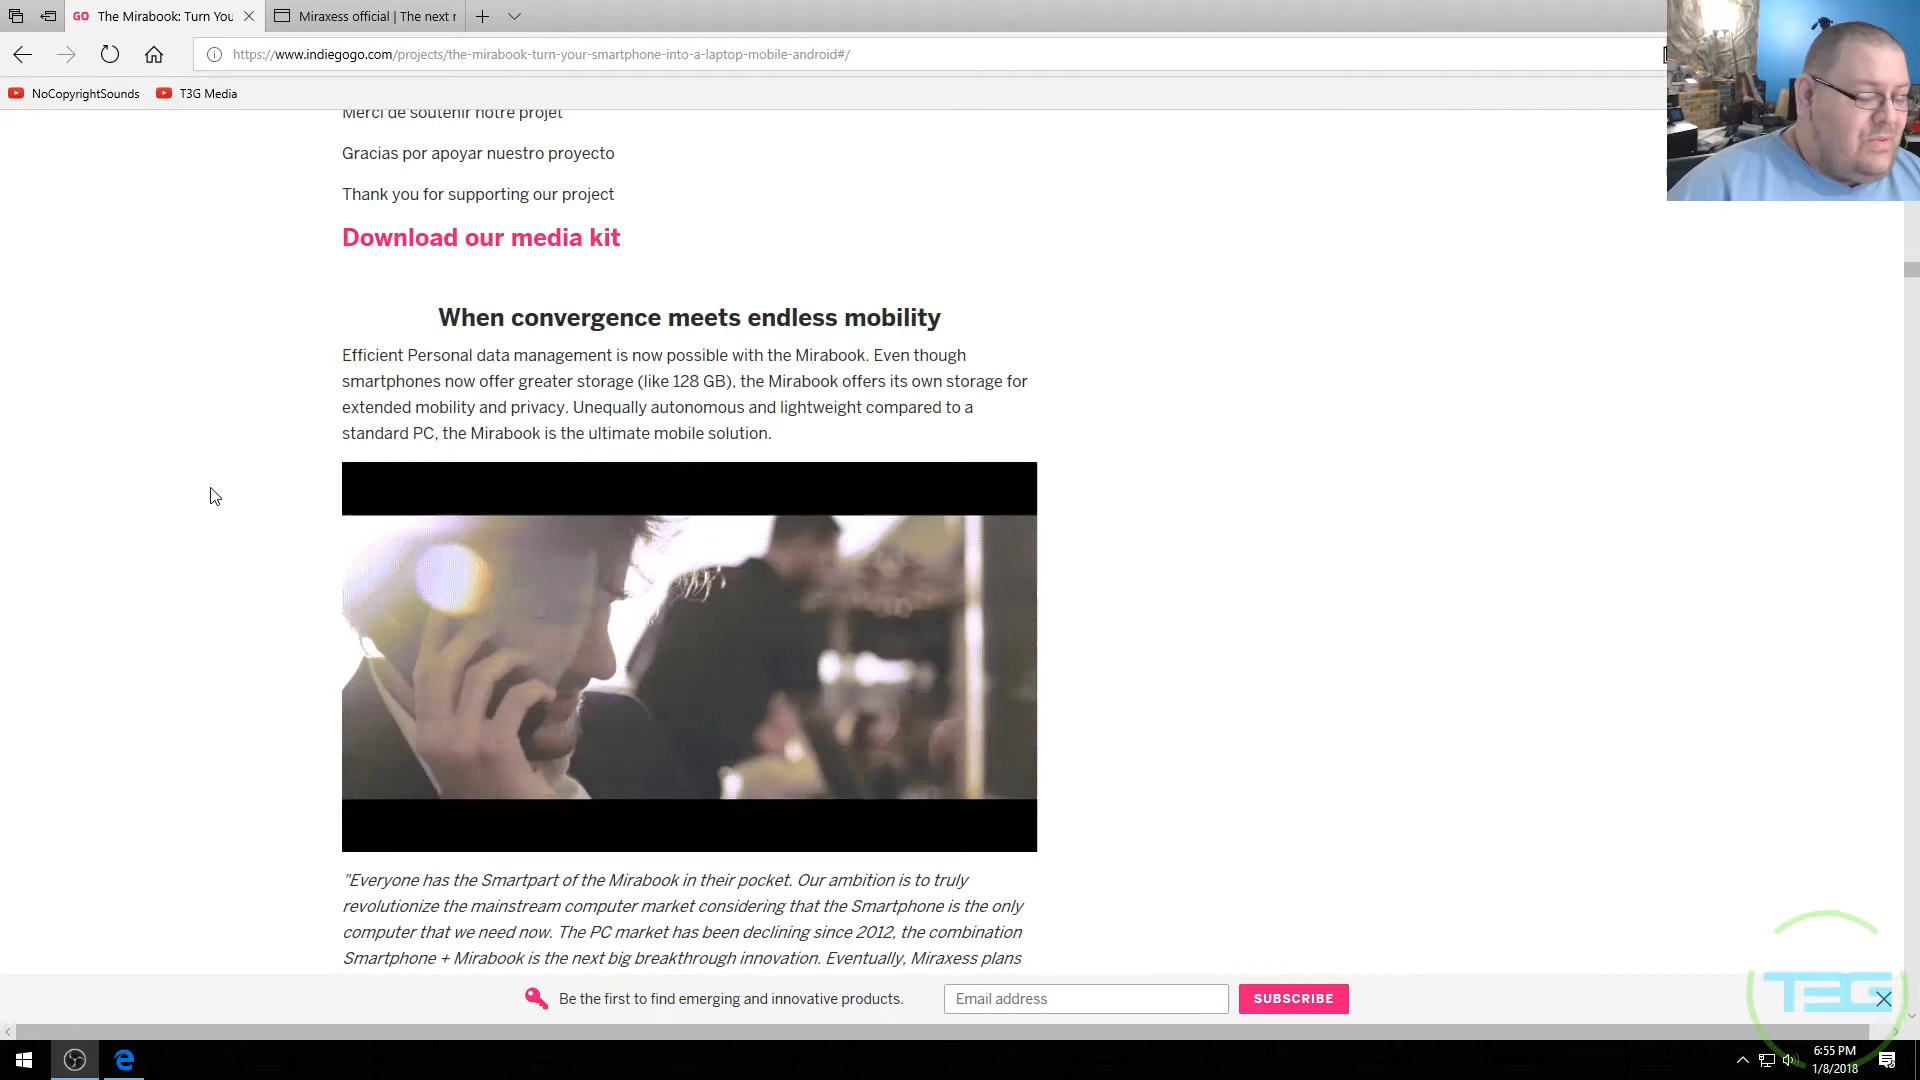 GO The Mirabook: Turn You
Miraxess official | The next r
https://www.indiegogo.com/projects/the-mirabook-turn-your-smartphone-into-a-laptop-mobile-android#/
NoCopyrightSounds
T3G Media
Merci de soutenir notre projet
Gracias por apoyar nuestro proyecto
Thank you for supporting our project
Download our media kit
When convergence meets endless mobility
Efficient Personal data management is now possible with the Mirabook. Even though
smartphones now offer greater storage (like 128 GB), the Mirabook offers its own storage for
extended mobility and privacy. Unequally autonomous and lightweight compared to a
standard PC, the Mirabook is the ultimate mobile solution.
"Everyone has the Smartpart of the Mirabook in their pocket. Our ambition is to truly
revolutionize the mainstream computer market considering that the Smartphone is the only
computer that we need now. The PC market has been declining since 2012, the combination
Smartphone + Mirabook is the next big breakthrough innovation. Eventually, Miraxess plans
Be the first to find emerging and innovative products.
Email address
SUBSCRIBE
T3G
6:55 PM
1/8/2018